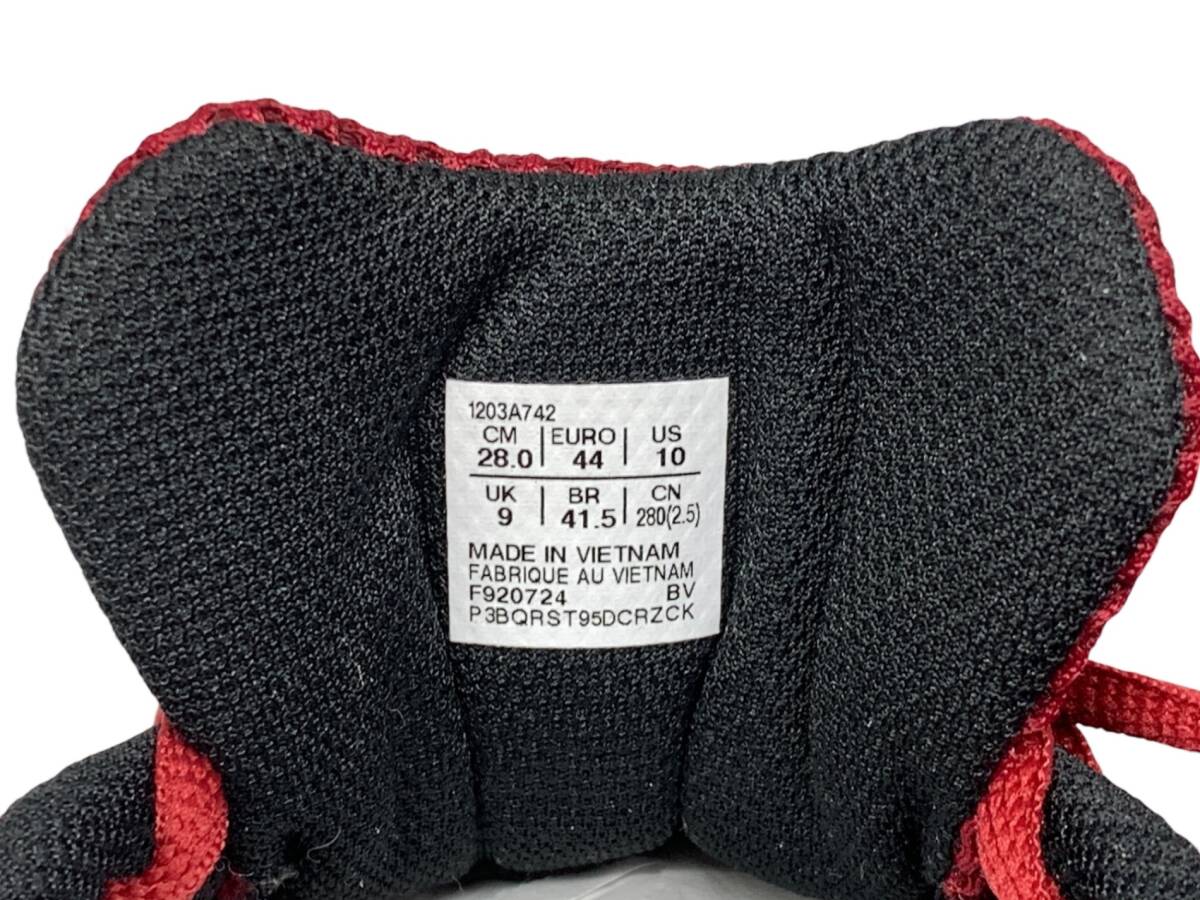 1203A742
CM | EURO | US
28.0 | 44 | 10
UK | BR | CN
9 | 41.5 | 280(2.5)
MADE IN VIETNAM
FABRIQUE AU VIETNAM
F920724 BV
P3BQRST95DCRZCK